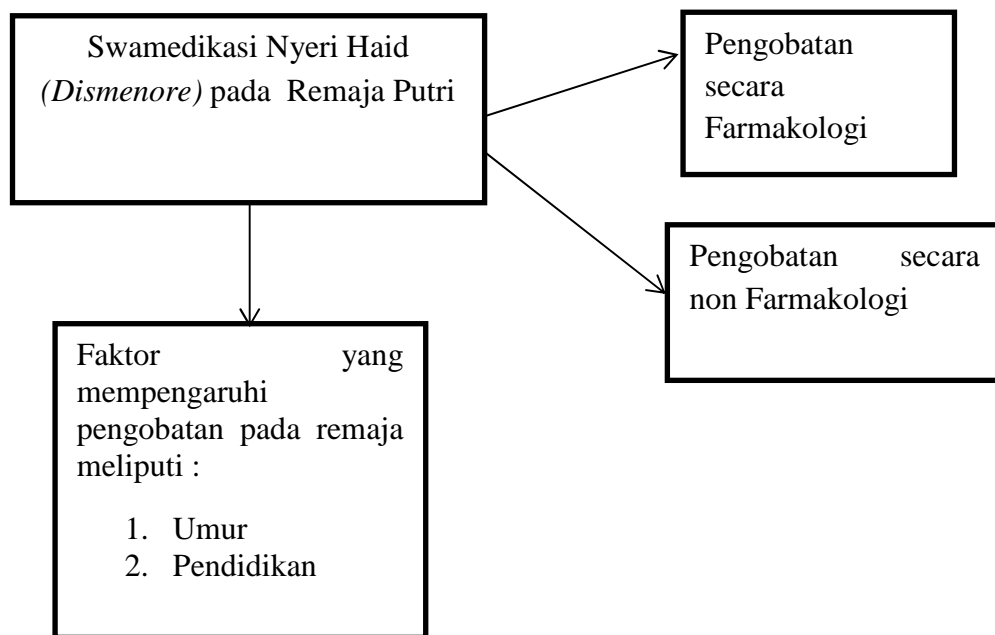 Swamedikasi Nyeri Haid
(Dismenore) pada Remaja Putri
Pengobatan
secara
Farmakologi
Pengobatan secara
non Farmakologi
Faktor yang
mempengaruhi
pengobatan pada remaja
meliputi :
1. Umur
2. Pendidikan